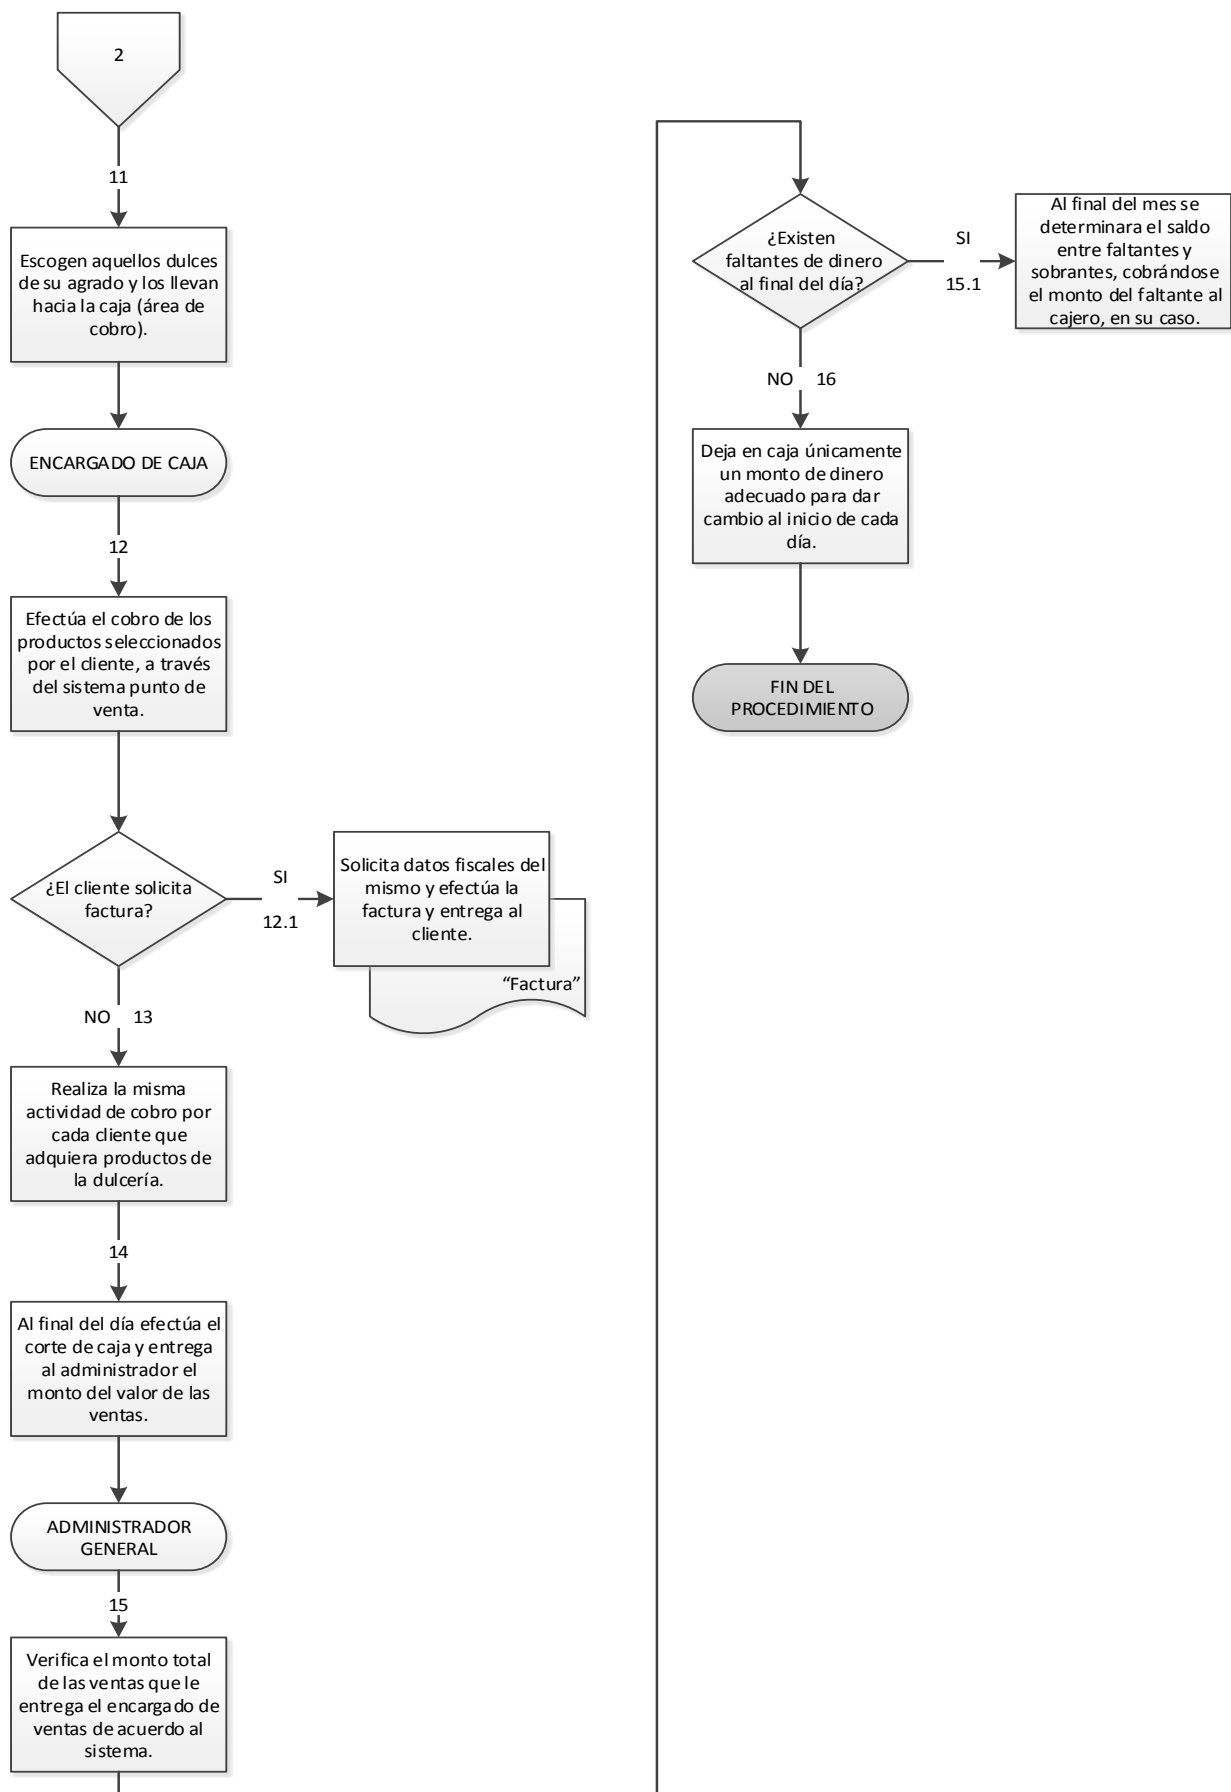 2
11
Escogen aquellos dulces
de su agrado y los llevan
hacia la caja (área de
cobro).
ENCARGADO DE CAJA
12
Efectúa el cobro de los
productos seleccionados
por el cliente, a través
del sistema punto de
venta.
¿El cliente solicita
factura?
SI
12.1
Solicita datos fiscales del
mismo y efectúa la
factura y entrega al
cliente.
“Factura”
NO 13
Realiza la misma
actividad de cobro por
cada cliente que
adquiera productos de
la dulcería.
14
Al final del día efectúa el
corte de caja y entrega
al administrador el
monto del valor de las
ventas.
ADMINISTRADOR
GENERAL
15
Verifica el monto total
de las ventas que le
entrega el encargado de
ventas de acuerdo al
sistema.
¿Existen
faltantes de dinero
al final del día?
SI
15.1
Al final del mes se
determinara el saldo
entre faltantes y
sobrantes, cobrándose
el monto del faltante al
cajero, en su caso.
NO 16
Deja en caja únicamente
un monto de dinero
adecuado para dar
cambio al inicio de cada
día.
FIN DEL
PROCEDIMIENTO